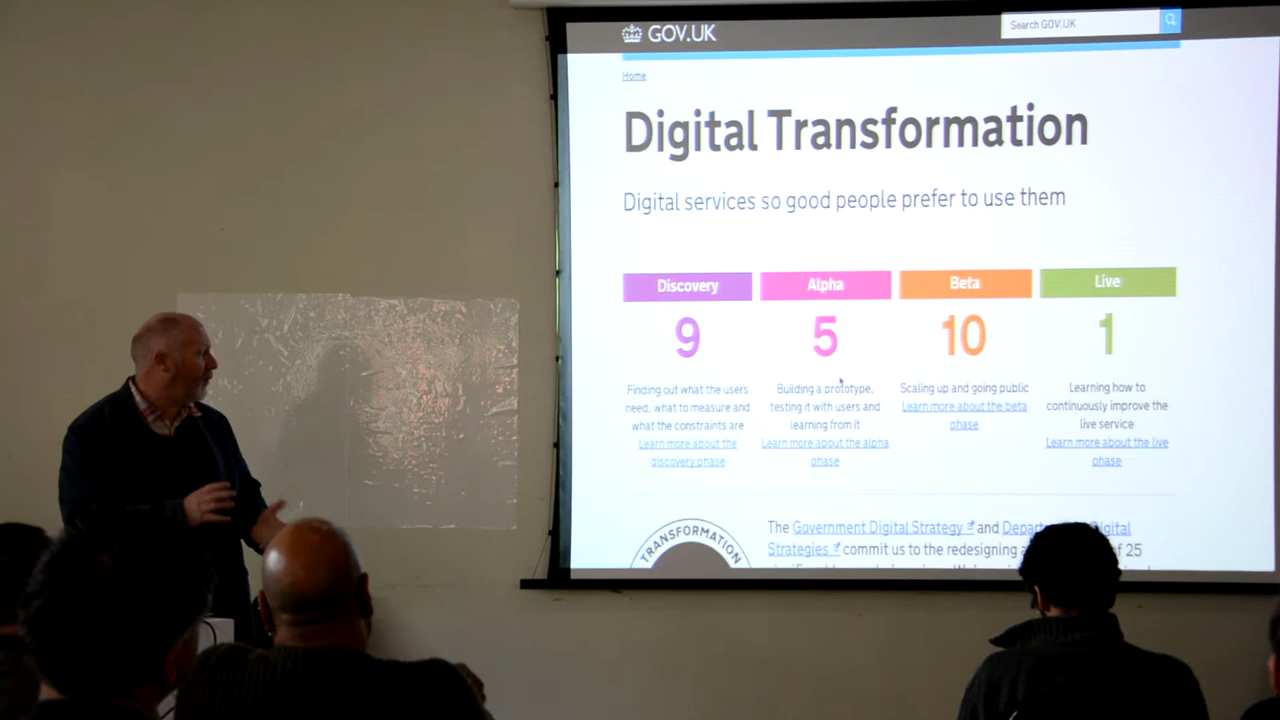 GOV.UK
Search GOV.UK
Home
Digital Transformation
Digital services so good people prefer to use them
Discovery
9
Finding out what the users
need, what to measure and
what the constraints are
Learn more about the
discovery phase
Alpha
5
Building a prototype,
testing it with users and
learning from it
Learn more about the alpha
phase
Beta
10
Scaling up and going public
Learn more about the beta
phase
Live
1
Learning how to
continuously improve the
live service
Learn more about the live
phase
TRANSFORMATION
The Government Digital Strategy and Digital
Strategies commit us to the redesigning of 25